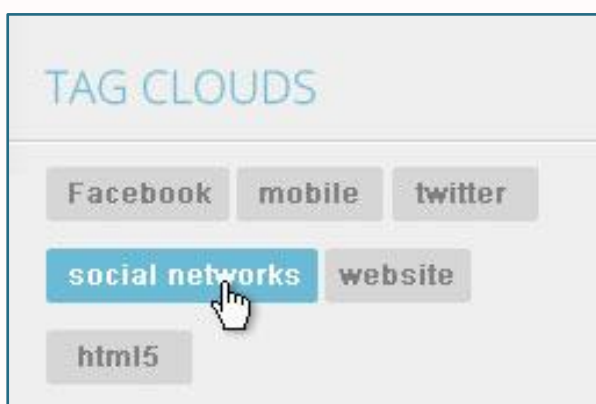 TAG CLOUDS
Facebook mobile twitter
social networks website
html5